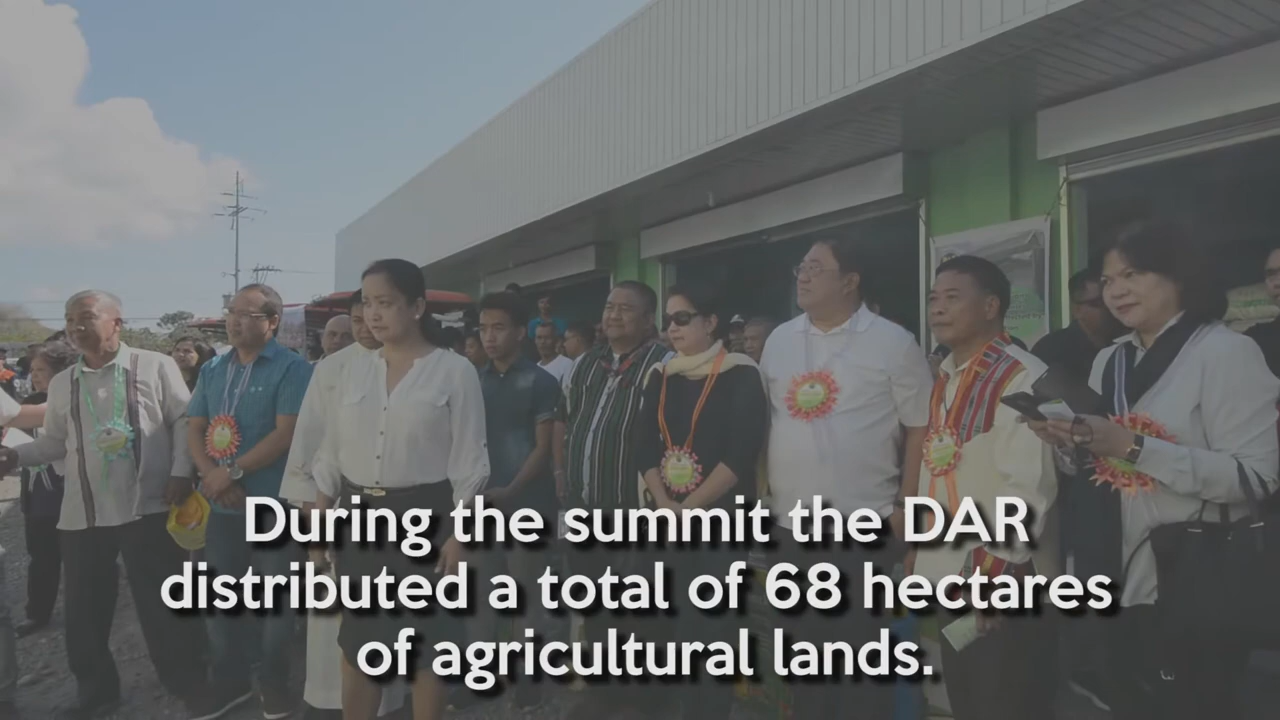 During the summit the DAR
distributed a total of 68 hectares
of agricultural lands.